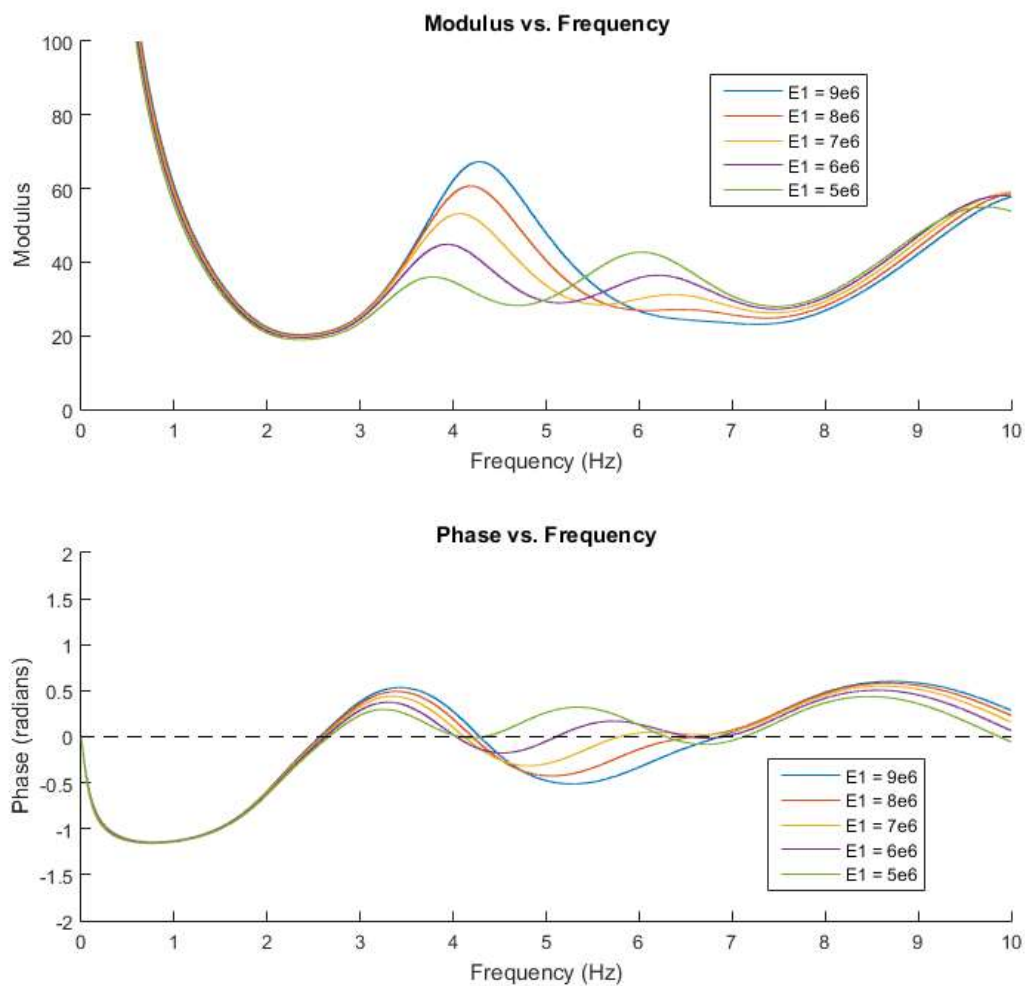 Modulus vs. Frequency
100
80
60
40
20
0
Modulus
E1 = 9e6
E1 = 8e6
E1 = 7e6
E1 = 6e6
E1 = 5e6
0 1 2 3 4 5 6 7 8 9 10
Frequency (Hz)
Phase vs. Frequency
2
1.5
1
0.5
0
-0.5
-1
-1.5
-2
Phase (radians)
E1 = 9e6
E1 = 8e6
E1 = 7e6
E1 = 6e6
E1 = 5e6
0 1 2 3 4 5 6 7 8 9 10
Frequency (Hz)